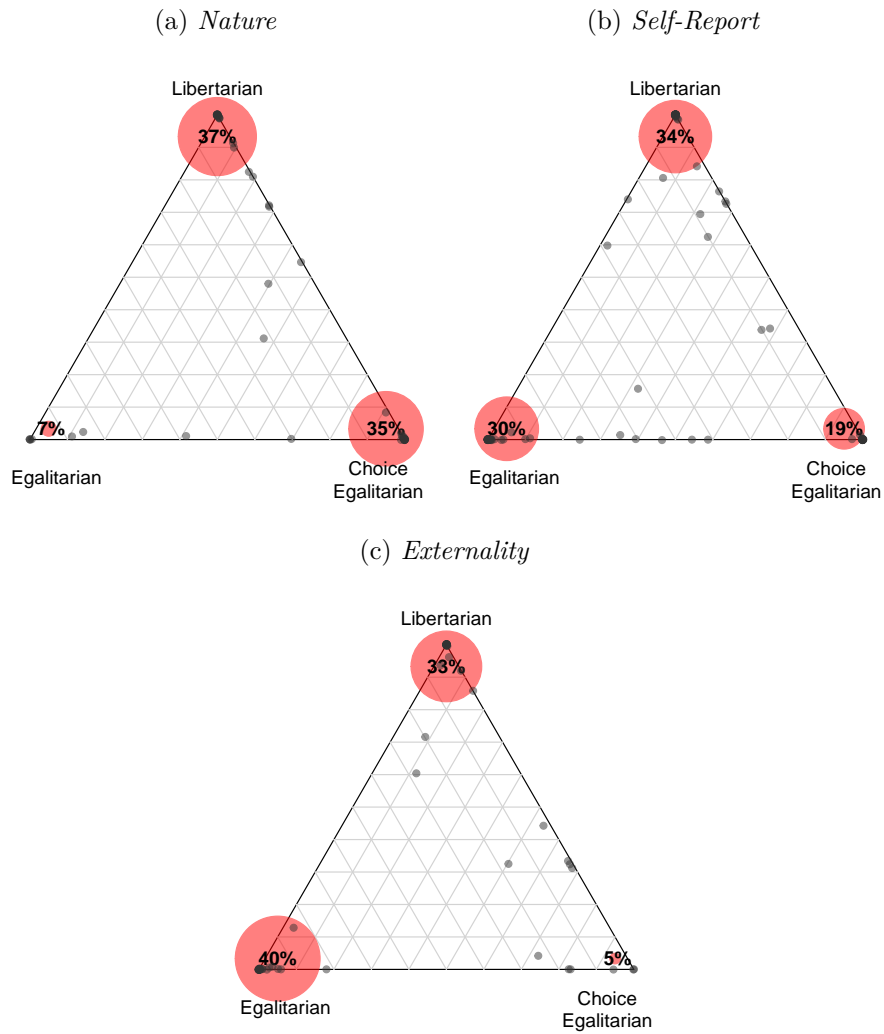 (a) Nature
Libertarian
37%
7%
35%
Egalitarian
Choice
Egalitarian
(b) Self-Report
Libertarian
34%
30%
19%
Egalitarian
Choice
Egalitarian
(c) Externality
Libertarian
33%
40%
5%
Egalitarian
Choice
Egalitarian